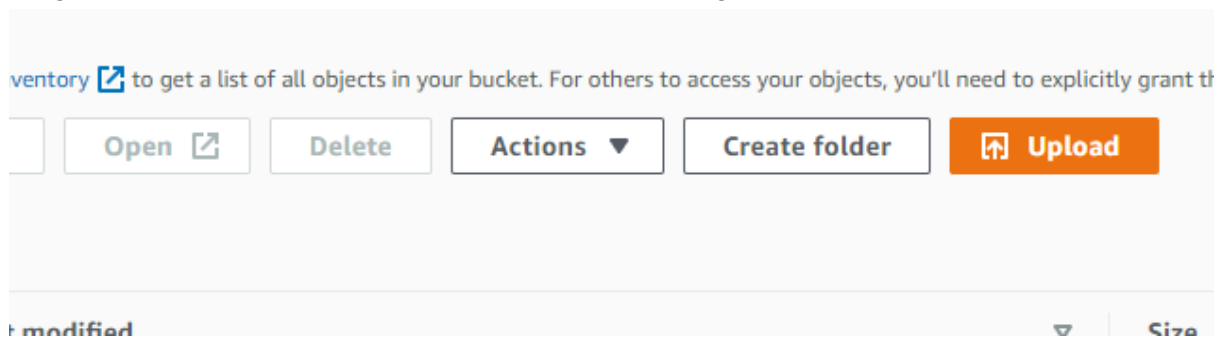 to get a list of all objects in your bucket. For others to access your objects, you'll need to explicitly grant
Open Delete Actions Create folder Upload
modified Size